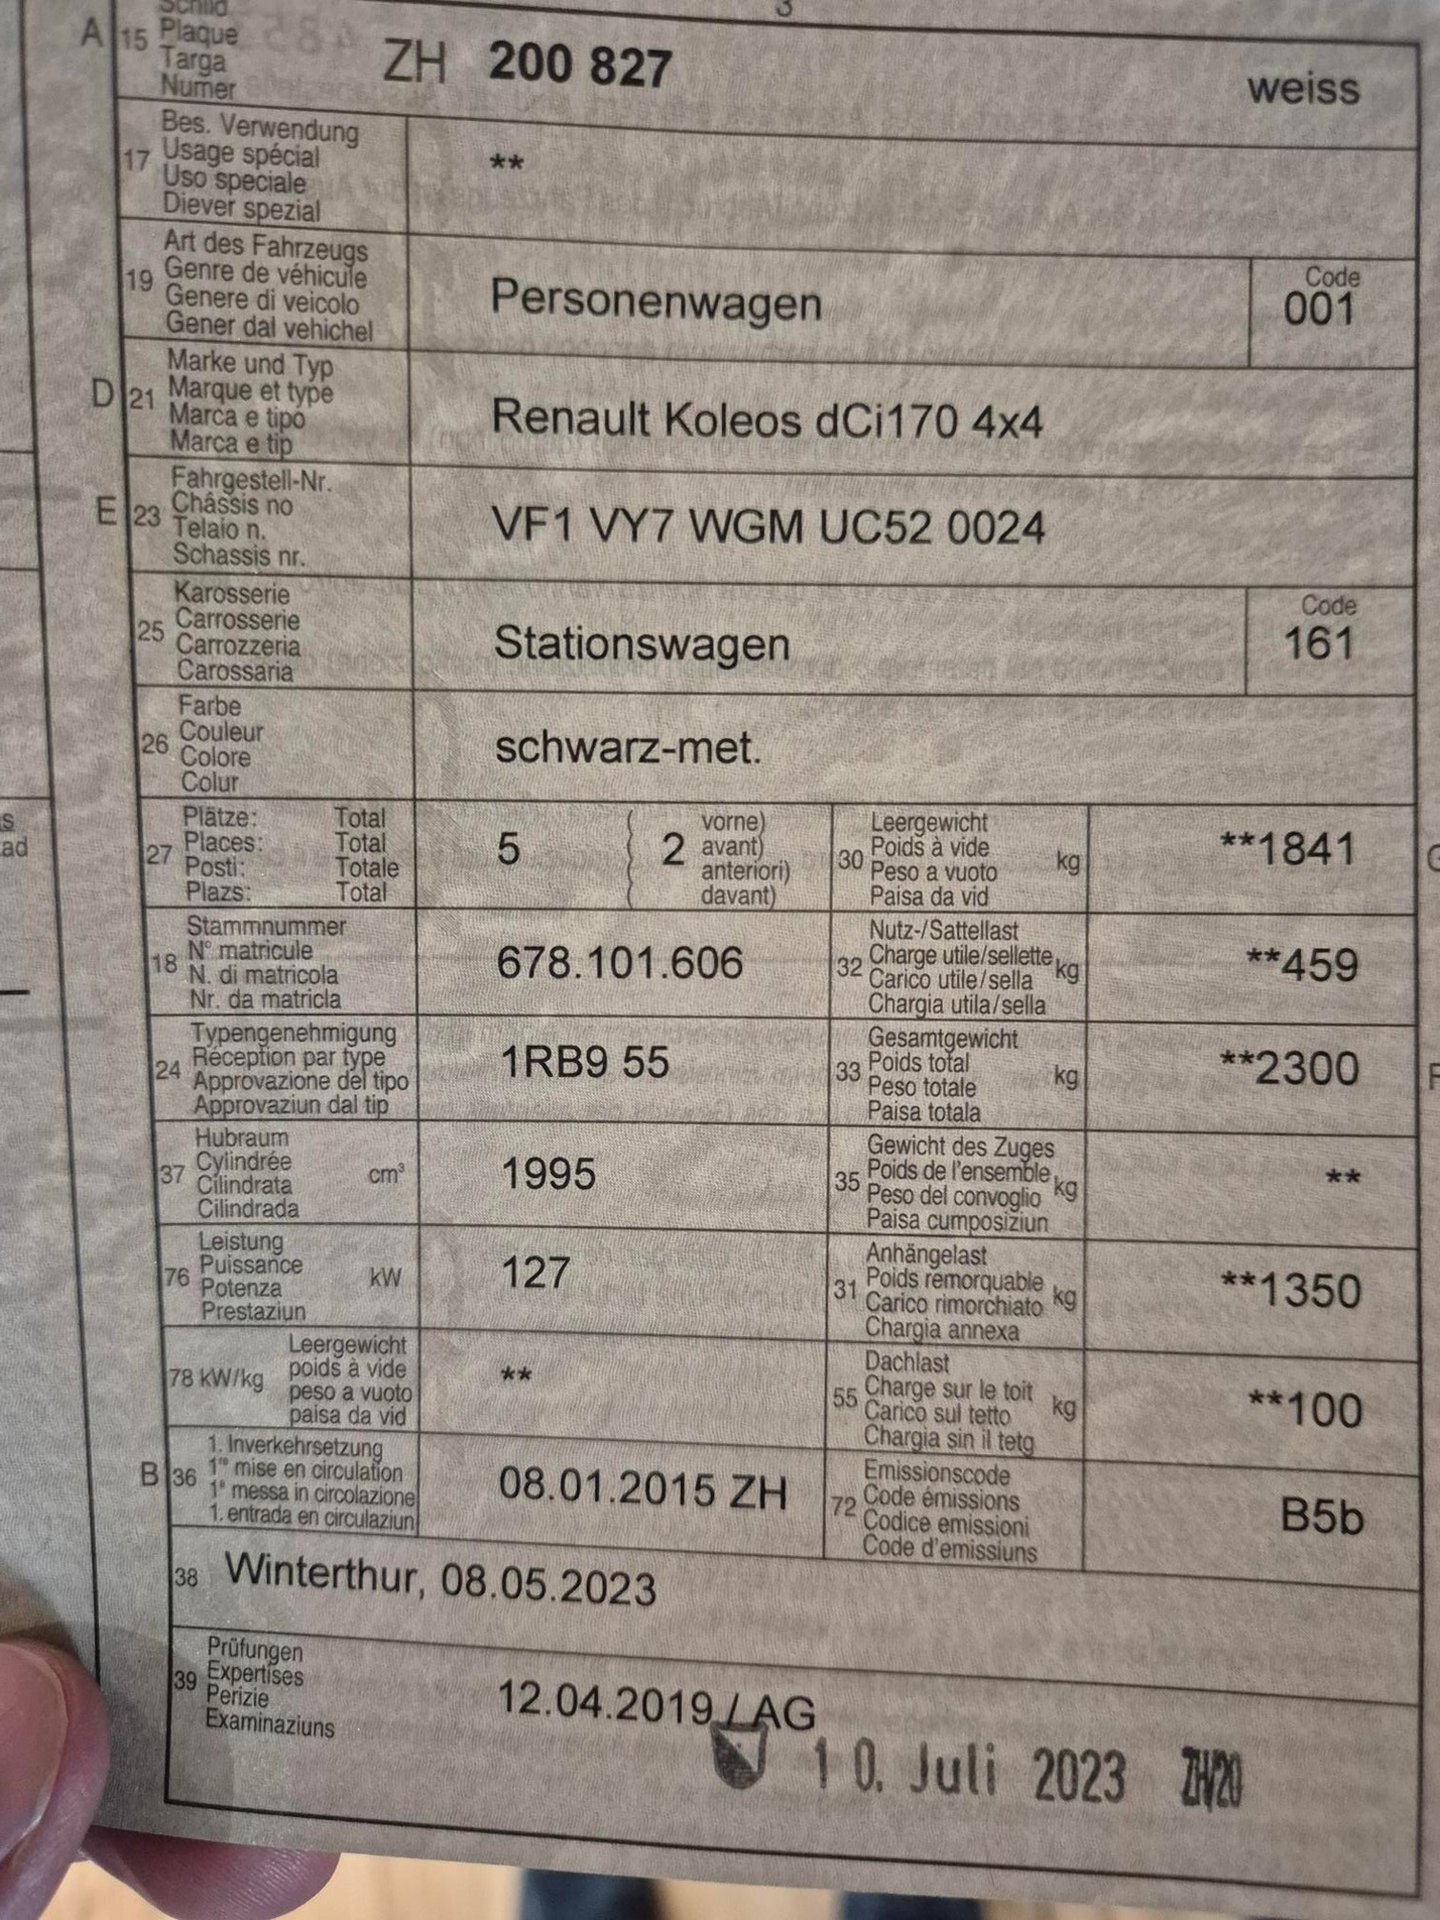 3
A 15 Schild
Plaque
Targa
Numer
ZH 200 827 weiss
17 Bes. Verwendung
Usage spécial
Uso speciale
Diever spezial
**
19 Art des Fahrzeugs
Genre de véhicule
Genere di veicolo
Gener dal vehichel
Personenwagen
Code
001
D 21 Marke und Typ
Marque et type
Marca e tipo
Marca e tip
Renault Koleos dCi170 4x4
E 23 Fahrgestell-Nr.
Châssis no
Telaio n.
Schassis nr.
VF1 VY7 WGM UC52 0024
25 Karosserie
Carrosserie
Carrozzeria
Carossaria
Stationswagen
Code
161
26 Farbe
Couleur
Colore
Colur
schwarz-met.
27 Plätze: Total
Places: Total
Posti: Totale
Plazs: Total
5 ( 2 vorne)
avant)
anteriori)
davant)
30 Leergewicht
Poids à vide
Peso a vuoto
Paisa da vid
kg
**1841
18 Stammnummer
N° matricule
N. di matricola
Nr. da matricla
678.101.606
32 Nutz-/Sattellast
Charge utile/sellette
Carico utile/sella
Chargia utila/sella
kg
**459
24 Typengenehmigung
Réception par type
Approvazione del tipo
Approvaziun dal tip
1RB9 55
33 Gesamtgewicht
Poids total
Peso totale
Paisa totala
kg
**2300
37 Hubraum
Cylindrée
Cilindrata
Cilindrada
cm³
1995
35 Gewicht des Zuges
Poids de l'ensemble
Peso del convoglio
Paisa cumposiziun
kg
**
76 Leistung
Puissance
Potenza
Prestaziun
kW
127
31 Anhängelast
Poids remorquable
Carico rimorchiato
Chargia annexa
kg
**1350
78 kW/kg Leergewicht
poids à vide
peso a vuoto
paisa da vid
**
55 Dachlast
Charge sur le toit
Carico sul tetto
Chargia sin il tetg
kg
**100
B 36 1. Inverkehrsetzung
1re mise en circulation
1a messa in circolazione
1. entrada en circulaziun
08.01.2015 ZH
72 Emissionscode
Code émissions
Codice emissioni
Code d'emissiuns
B5b
38 Winterthur, 08.05.2023
39 Prüfungen
Expertises
Perizie
Examinaziuns
12.04.2019 / AG
10. Juli 2023 ZH/20